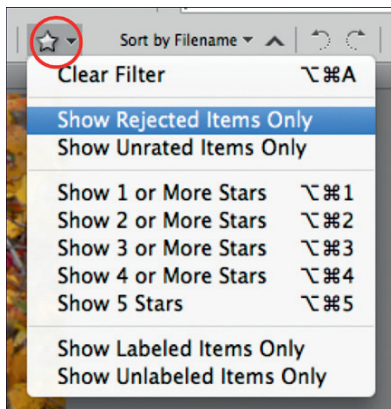 Sort by Filename
Clear Filter ⌥⌘A
Show Rejected Items Only
Show Unrated Items Only
Show 1 or More Stars ⌥⌘1
Show 2 or More Stars ⌥⌘2
Show 3 or More Stars ⌥⌘3
Show 4 or More Stars ⌥⌘4
Show 5 Stars ⌥⌘5
Show Labeled Items Only
Show Unlabeled Items Only